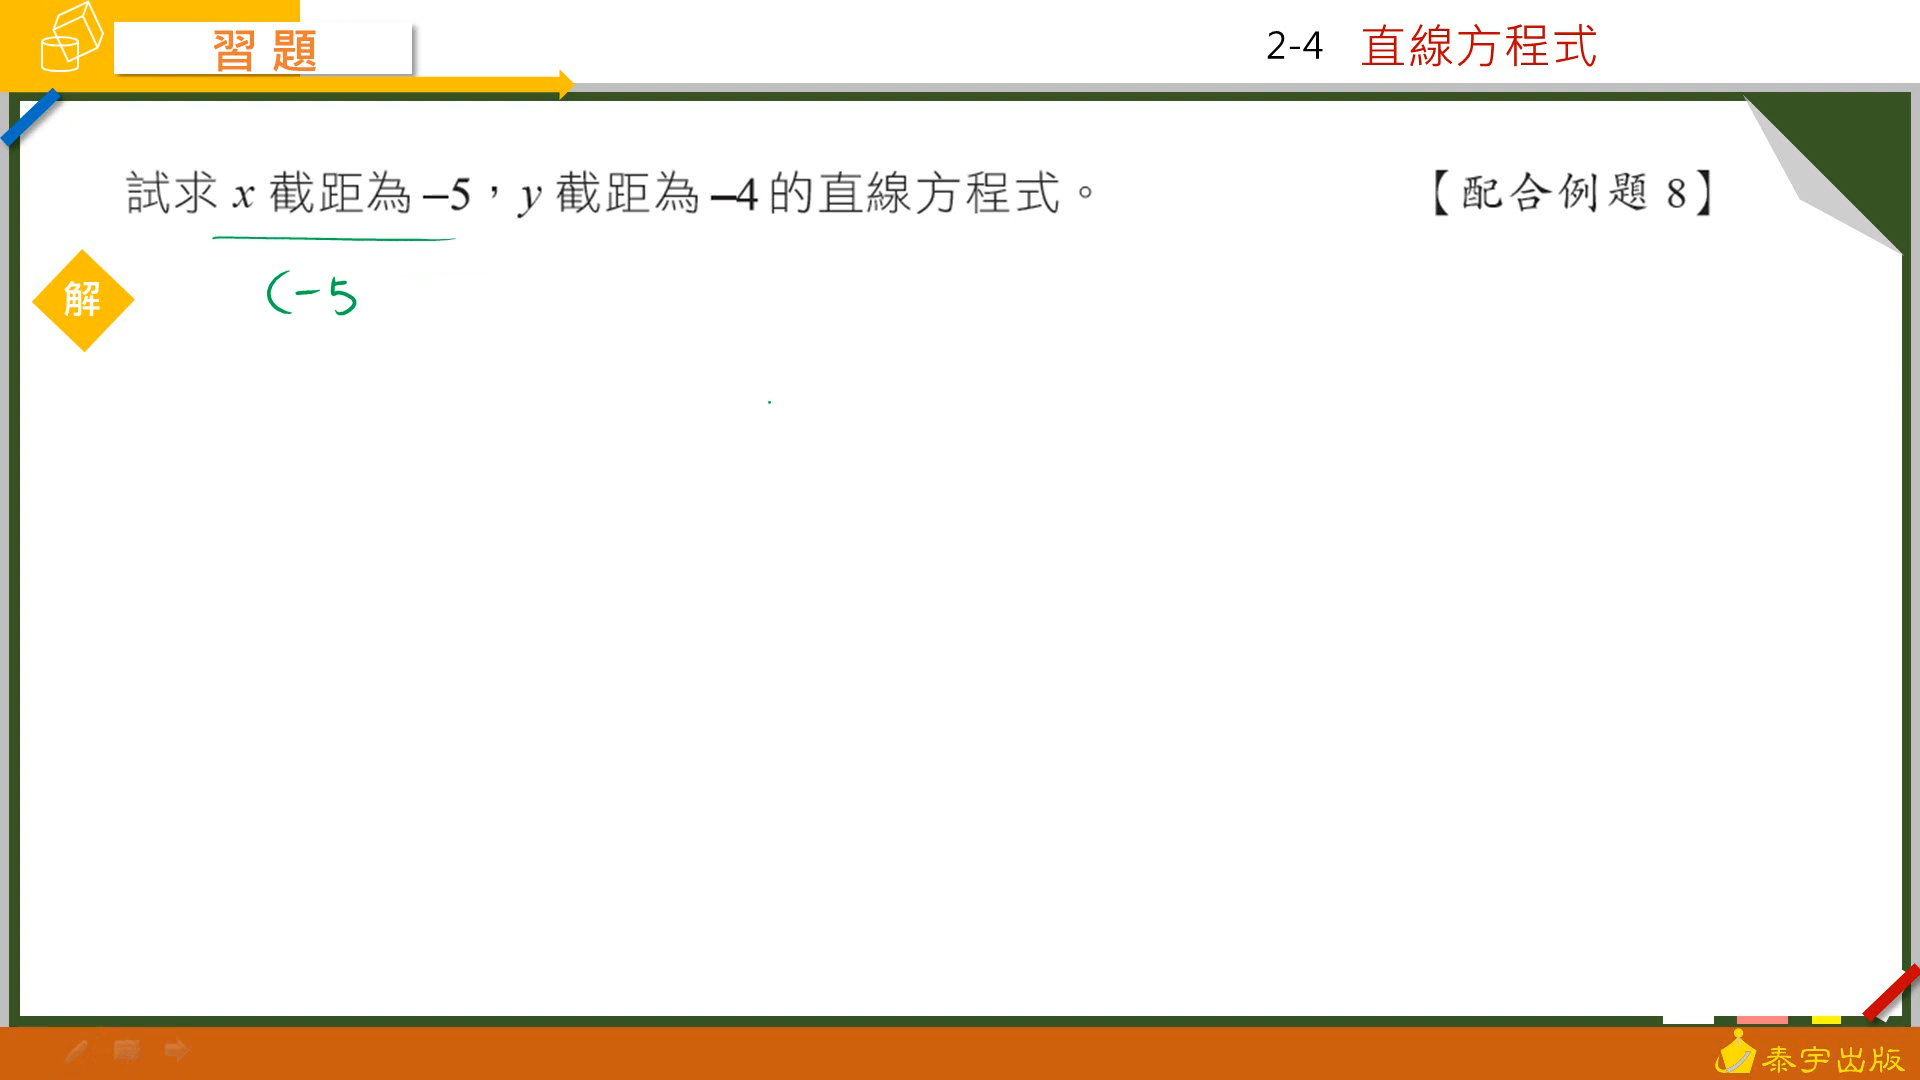 習題
2-4 直線方程式
試求 x 截距為 –5，y 截距為 –4 的直線方程式。
【配合例題 8】
解
(-5
泰宇出版